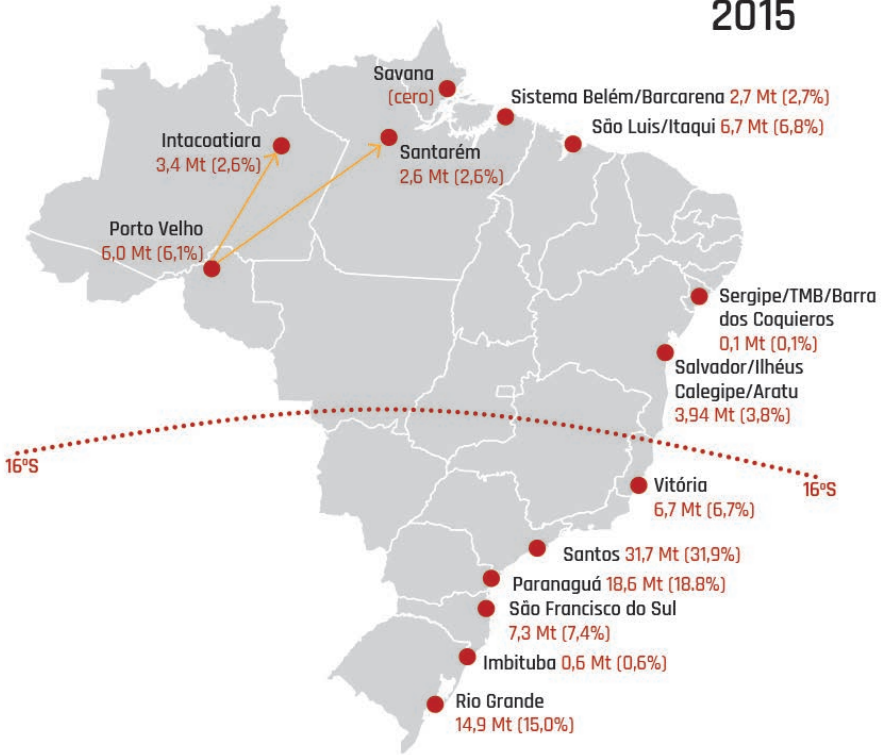 2015
Savana
(cero)
Sistema Belém/Barcarena 2,7 Mt (2,7%)
São Luis/Itaqui 6,7 Mt (6,8%)
Intacoatiara
3,4 Mt (2,6%)
Santarém
2,6 Mt (2,6%)
Porto Velho
6,0 Mt (6,1%)
Sergipe/TMB/Barra
dos Coquieros
0,1 Mt (0,1%)
Salvador/Ilhéus
Calegipe/Aratu
3,94 Mt (3,8%)
16ºS
16ºS
Vitória
6,7 Mt (6,7%)
Santos 31,7 Mt (31,9%)
Paranaguá 18,6 Mt (18.8%)
São Francisco do Sul
7,3 Mt (7,4%)
Imbituba 0,6 Mt (0,6%)
Rio Grande
14,9 Mt (15,0%)